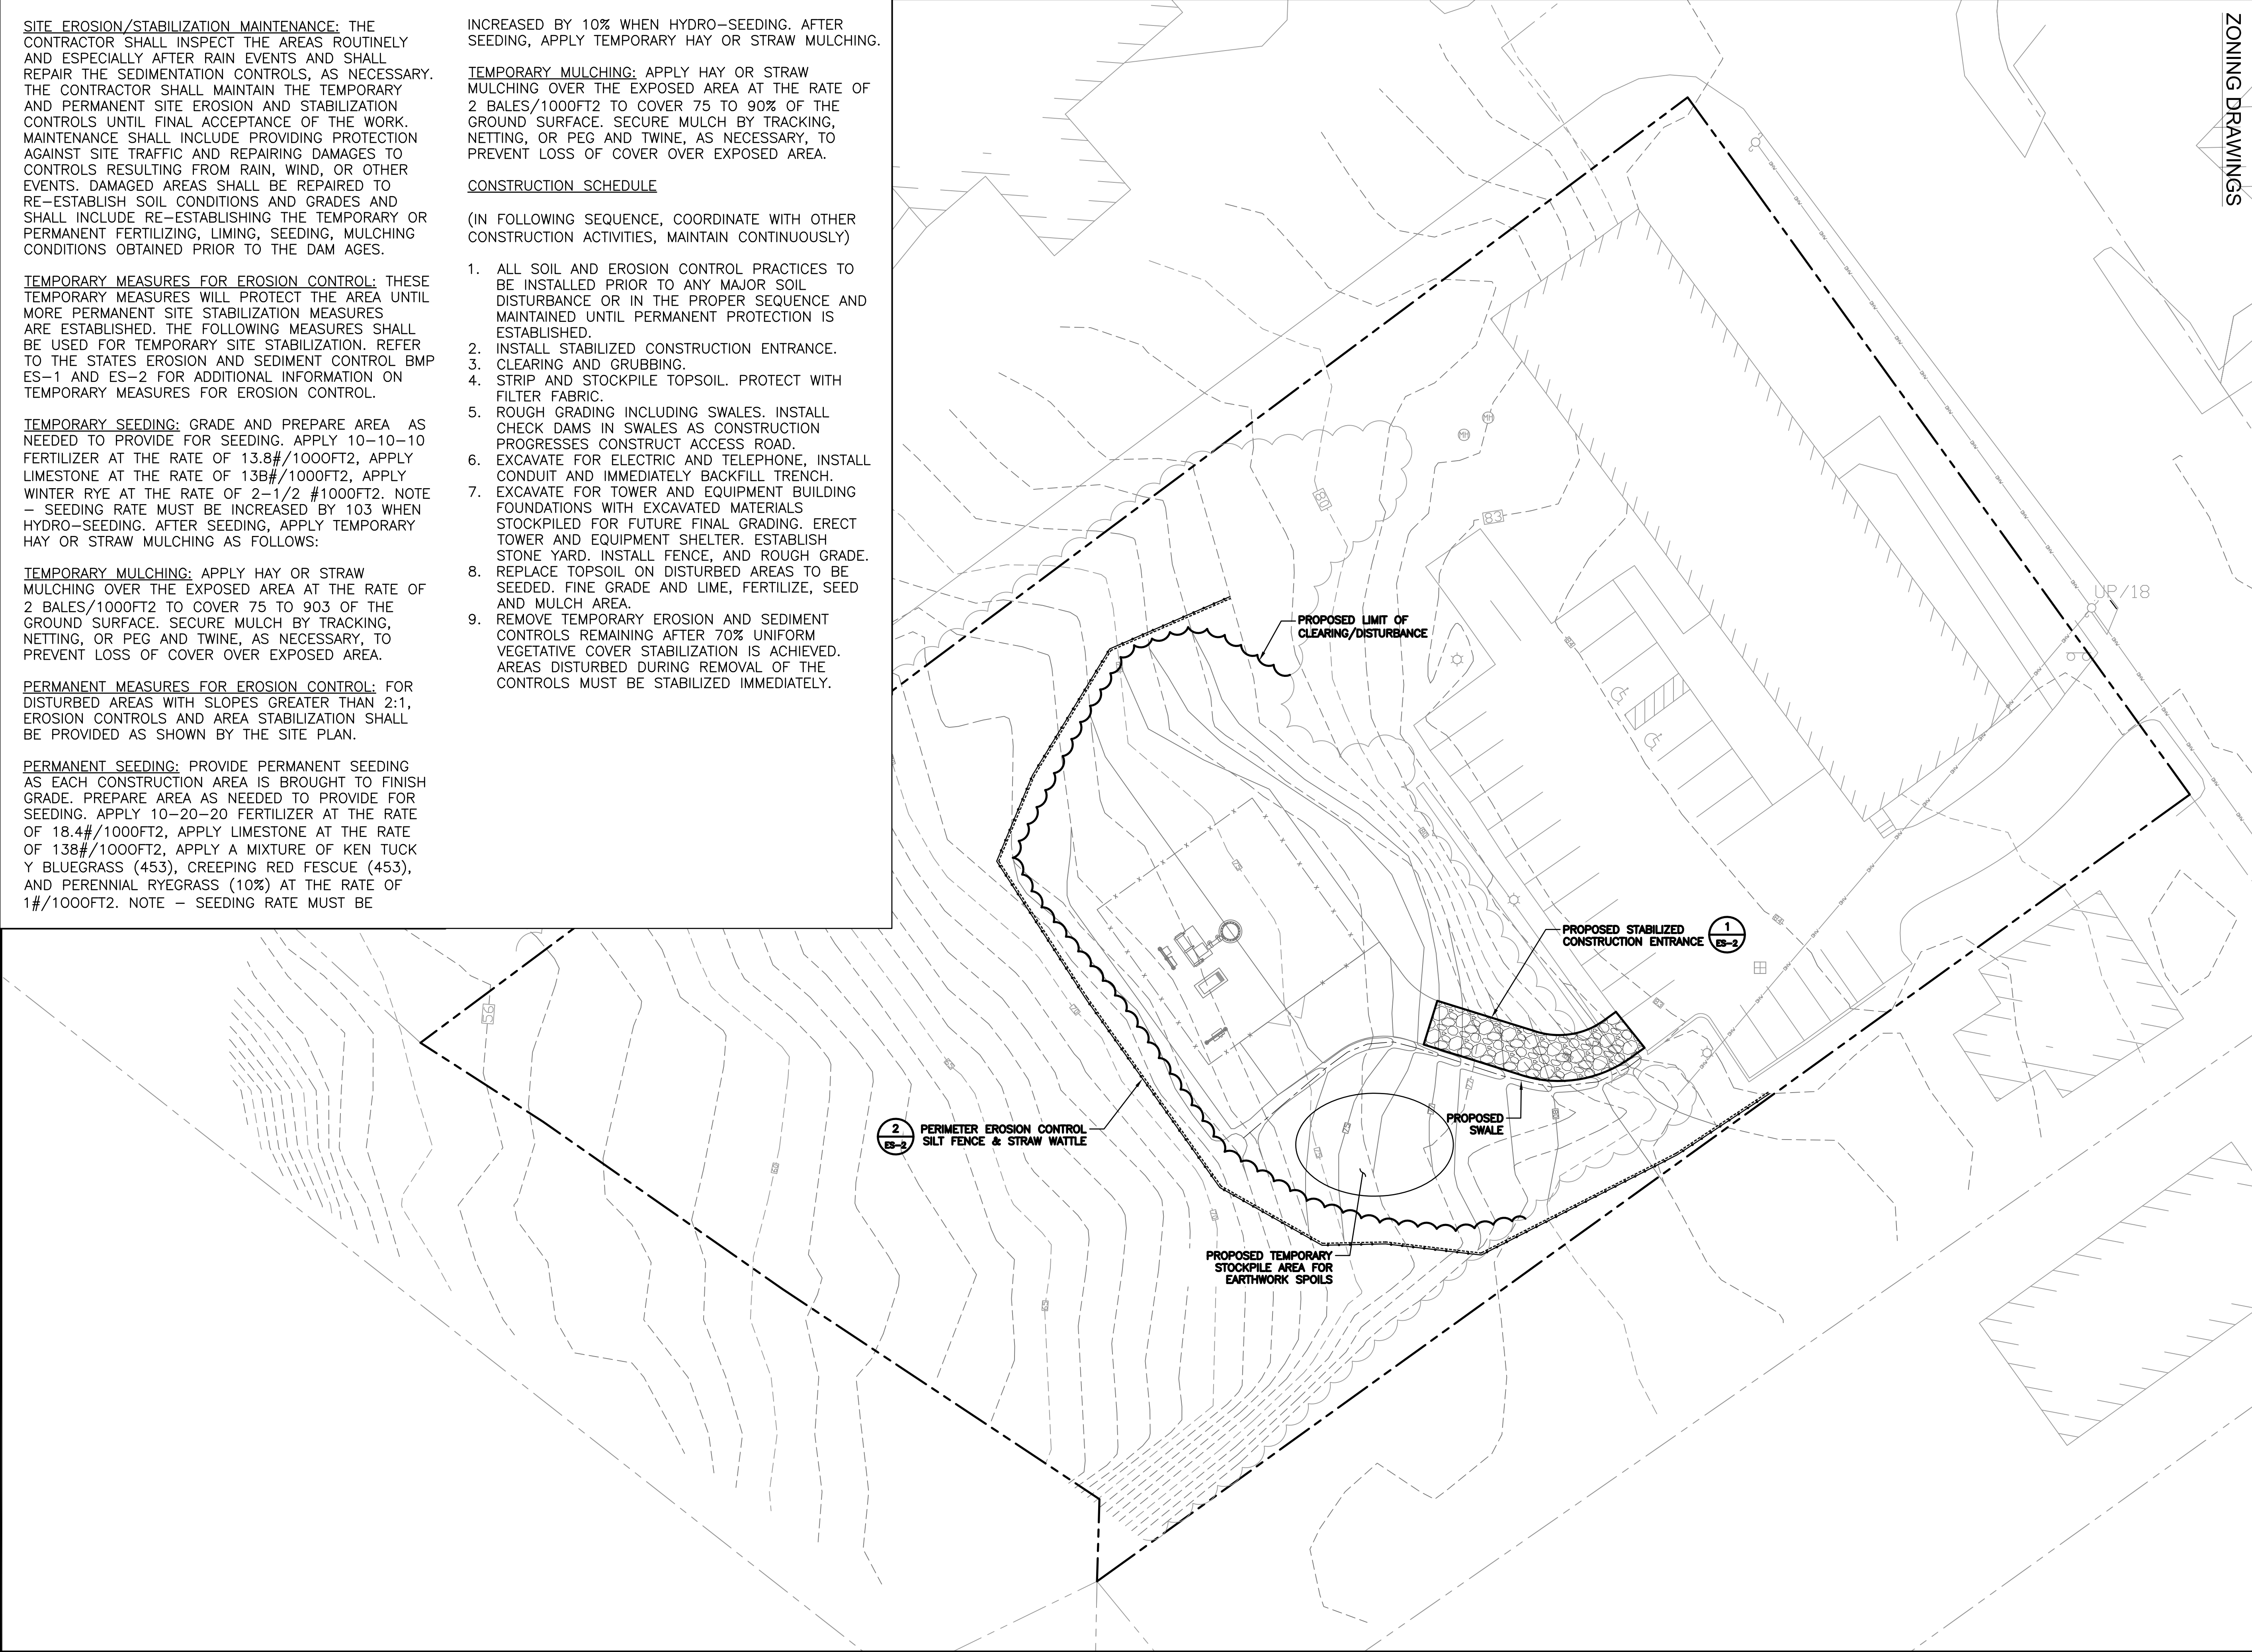 SITE EROSION/STABILIZATION MAINTENANCE: THE
CONTRACTOR SHALL INSPECT THE AREAS ROUTINELY
AND ESPECIALLY AFTER RAIN EVENTS AND SHALL
REPAIR THE SEDIMENTATION CONTROLS, AS NECESSARY.
THE CONTRACTOR SHALL MAINTAIN THE TEMPORARY
AND PERMANENT SITE EROSION AND STABILIZATION
CONTROLS UNTIL FINAL ACCEPTANCE OF THE WORK.
MAINTENANCE SHALL INCLUDE PROVIDING PROTECTION
AGAINST SITE TRAFFIC AND REPAIRING DAMAGES TO
CONTROLS RESULTING FROM RAIN, WIND, OR OTHER
EVENTS. DAMAGED AREAS SHALL BE REPAIRED TO
RE-ESTABLISH SOIL CONDITIONS AND GRADES AND
SHALL INCLUDE RE-ESTABLISHING THE TEMPORARY OR
PERMANENT FERTILIZING, LIMING, SEEDING, MULCHING
CONDITIONS OBTAINED PRIOR TO THE DAM AGES.
TEMPORARY MEASURES FOR EROSION CONTROL: THESE
TEMPORARY MEASURES WILL PROTECT THE AREA UNTIL
MORE PERMANENT SITE STABILIZATION MEASURES
ARE ESTABLISHED. THE FOLLOWING MEASURES SHALL
BE USED FOR TEMPORARY SITE STABILIZATION. REFER
TO THE STATES EROSION AND SEDIMENT CONTROL BMP
ES-1 AND ES-2 FOR ADDITIONAL INFORMATION ON
TEMPORARY MEASURES FOR EROSION CONTROL.
TEMPORARY SEEDING: GRADE AND PREPARE AREA AS
NEEDED TO PROVIDE FOR SEEDING. APPLY 10-10-10
FERTILIZER AT THE RATE OF 13.8#/1000FT2, APPLY
LIMESTONE AT THE RATE OF 13B#/1000FT2, APPLY
WINTER RYE AT THE RATE OF 2-1/2 #1000FT2. NOTE
- SEEDING RATE MUST BE INCREASED BY 103 WHEN
HYDRO-SEEDING. AFTER SEEDING, APPLY TEMPORARY
HAY OR STRAW MULCHING AS FOLLOWS:
TEMPORARY MULCHING: APPLY HAY OR STRAW
MULCHING OVER THE EXPOSED AREA AT THE RATE OF
2 BALES/1000FT2 TO COVER 75 TO 903 OF THE
GROUND SURFACE. SECURE MULCH BY TRACKING,
NETTING, OR PEG AND TWINE, AS NECESSARY, TO
PREVENT LOSS OF COVER OVER EXPOSED AREA.
PERMANENT MEASURES FOR EROSION CONTROL: FOR
DISTURBED AREAS WITH SLOPES GREATER THAN 2:1,
EROSION CONTROLS AND AREA STABILIZATION SHALL
BE PROVIDED AS SHOWN BY THE SITE PLAN.
PERMANENT SEEDING: PROVIDE PERMANENT SEEDING
AS EACH CONSTRUCTION AREA IS BROUGHT TO FINISH
GRADE. PREPARE AREA AS NEEDED TO PROVIDE FOR
SEEDING. APPLY 10-20-20 FERTILIZER AT THE RATE
OF 18.4#/1000FT2, APPLY LIMESTONE AT THE RATE
OF 138#/1000FT2, APPLY A MIXTURE OF KEN TUCK
Y BLUEGRASS (453), CREEPING RED FESCUE (453),
AND PERENNIAL RYEGRASS (10%) AT THE RATE OF
1#/1000FT2. NOTE - SEEDING RATE MUST BE
INCREASED BY 10% WHEN HYDRO-SEEDING. AFTER
SEEDING, APPLY TEMPORARY HAY OR STRAW MULCHING.
TEMPORARY MULCHING: APPLY HAY OR STRAW
MULCHING OVER THE EXPOSED AREA AT THE RATE OF
2 BALES/1000FT2 TO COVER 75 TO 90% OF THE
GROUND SURFACE. SECURE MULCH BY TRACKING,
NETTING, OR PEG AND TWINE, AS NECESSARY, TO
PREVENT LOSS OF COVER OVER EXPOSED AREA.
CONSTRUCTION SCHEDULE
(IN FOLLOWING SEQUENCE, COORDINATE WITH OTHER
CONSTRUCTION ACTIVITIES, MAINTAIN CONTINUOUSLY)
1. ALL SOIL AND EROSION CONTROL PRACTICES TO
BE INSTALLED PRIOR TO ANY MAJOR SOIL
DISTURBANCE OR IN THE PROPER SEQUENCE AND
MAINTAINED UNTIL PERMANENT PROTECTION IS
ESTABLISHED.
2. INSTALL STABILIZED CONSTRUCTION ENTRANCE.
3. CLEARING AND GRUBBING.
4. STRIP AND STOCKPILE TOPSOIL. PROTECT WITH
FILTER FABRIC.
5. ROUGH GRADING INCLUDING SWALES. INSTALL
CHECK DAMS IN SWALES AS CONSTRUCTION
PROGRESSES CONSTRUCT ACCESS ROAD.
6. EXCAVATE FOR ELECTRIC AND TELEPHONE, INSTALL
CONDUIT AND IMMEDIATELY BACKFILL TRENCH.
7. EXCAVATE FOR TOWER AND EQUIPMENT BUILDING
FOUNDATIONS WITH EXCAVATED MATERIALS
STOCKPILED FOR FUTURE FINAL GRADING. ERECT
TOWER AND EQUIPMENT SHELTER. ESTABLISH
STONE YARD. INSTALL FENCE, AND ROUGH GRADE.
8. REPLACE TOPSOIL ON DISTURBED AREAS TO BE
SEEDED. FINE GRADE AND LIME, FERTILIZE, SEED
AND MULCH AREA.
9. REMOVE TEMPORARY EROSION AND SEDIMENT
CONTROLS REMAINING AFTER 70% UNIFORM
VEGETATIVE COVER STABILIZATION IS ACHIEVED.
AREAS DISTURBED DURING REMOVAL OF THE
CONTROLS MUST BE STABILIZED IMMEDIATELY.
ZONING DRAWINGS
MH
MH
80
83
UP/18
PROPOSED LIMIT OF
CLEARING/DISTURBANCE
PROPOSED STABILIZED
CONSTRUCTION ENTRANCE
1
ES-2
56
2
ES-2
PERIMETER EROSION CONTROL
SILT FENCE & STRAW WATTLE
PROPOSED
SWALE
PROPOSED TEMPORARY
STOCKPILE AREA FOR
EARTHWORK SPOILS